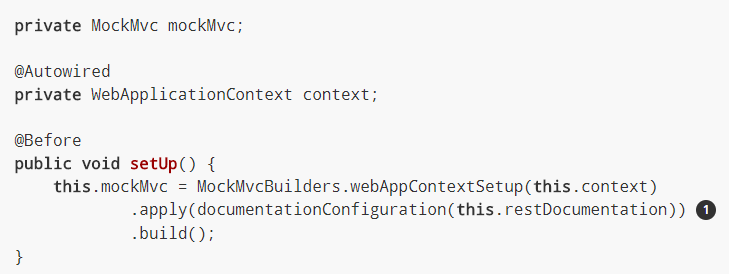 private MockMvc mockMvc;
@Autowired
private WebApplicationContext context;
@Before
public void setUp() {
this.mockMvc = MockMvcBuilders.webAppContextSetup(this.context)
.apply(documentationConfiguration(this.restDocumentation)) 1
.build();
}